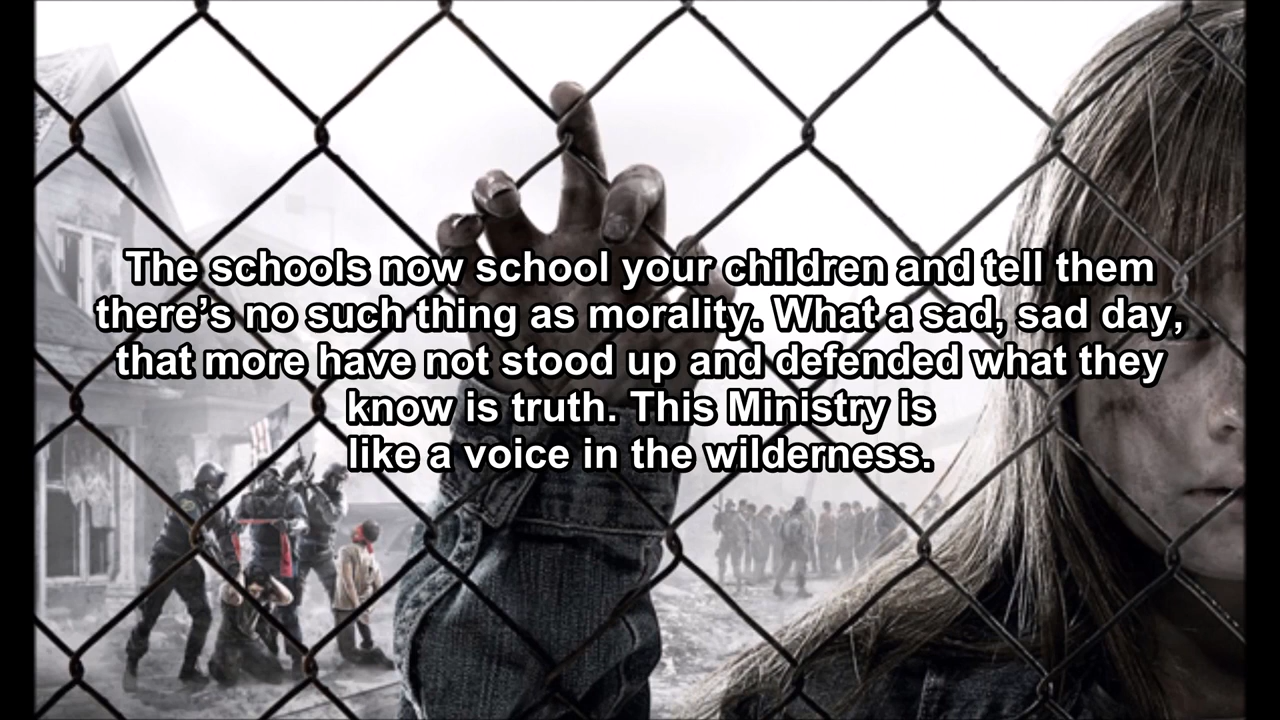 The schools now school your children and tell them
there’s no such thing as morality. What a sad, sad day,
that more have not stood up and defended what they
know is truth. This Ministry is
like a voice in the wilderness.